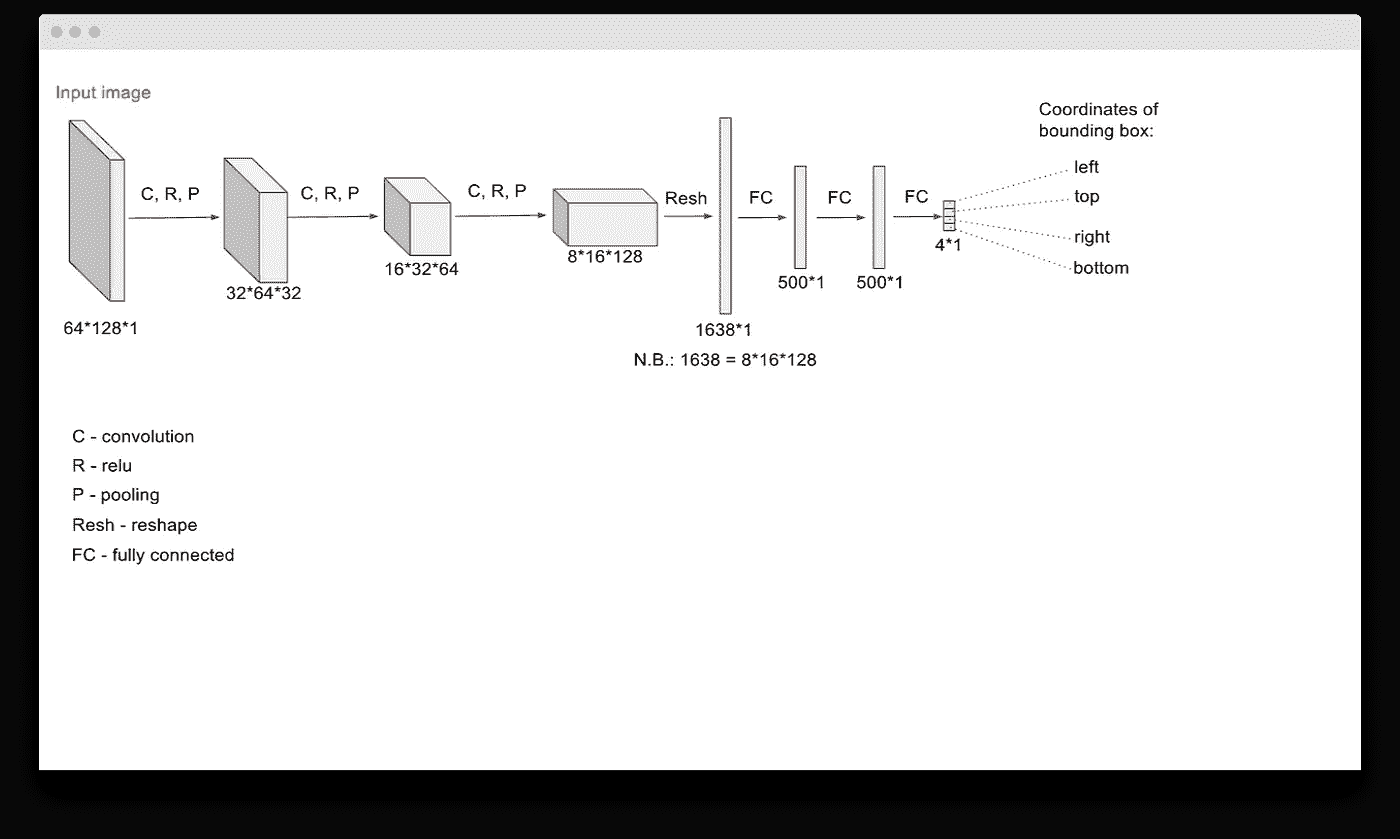 Input image
C, R, P
C, R, P
C, R, P
Resh
FC
FC
FC
64*128*1
32*64*32
16*32*64
8*16*128
1638*1
N.B.: 1638 = 8*16*128
500*1
500*1
4*1
Coordinates of
bounding box:
left
top
right
bottom
C - convolution
R - relu
P - pooling
Resh - reshape
FC - fully connected